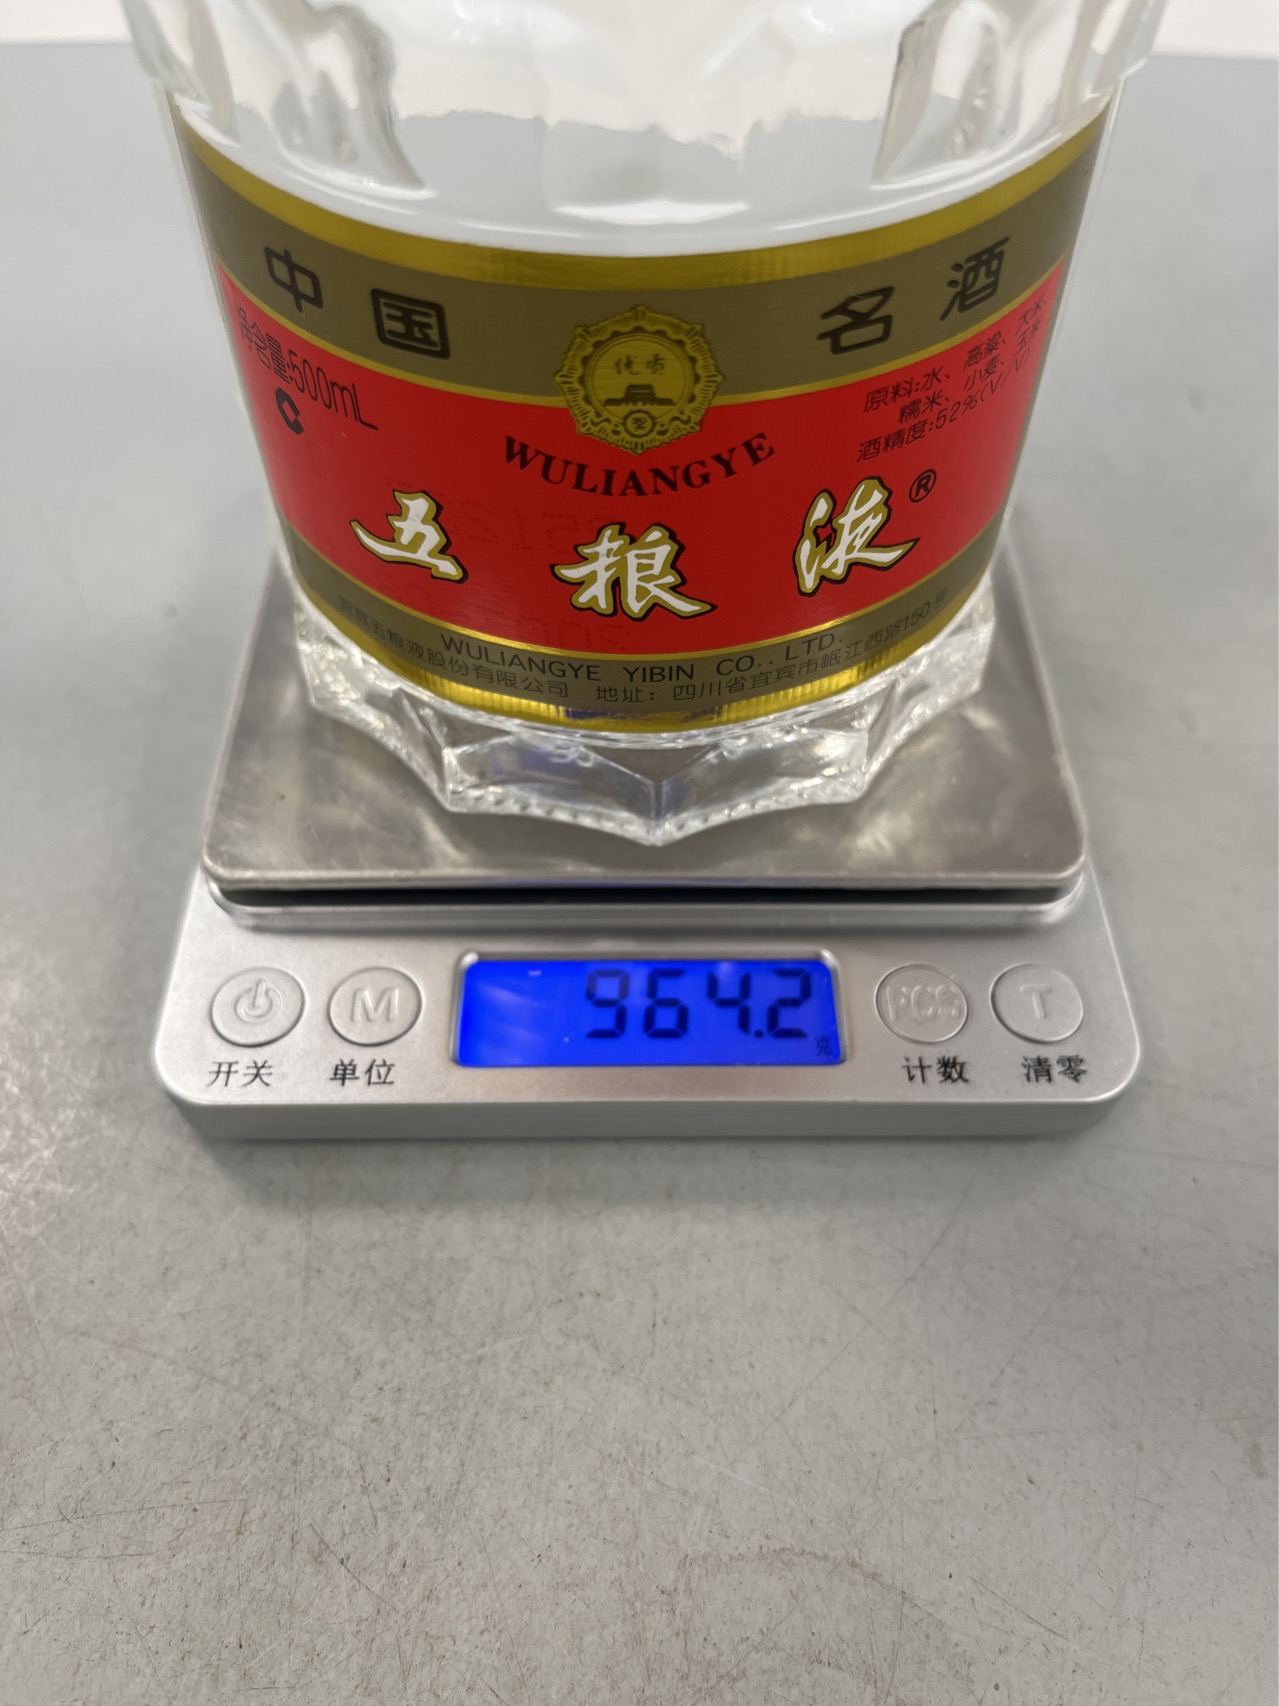 中国 名酒
净含量:500mL
C
优质
奖
原料:水、高粱、大米、
糯米、小麦、玉米
酒精度:52%(V/V)
WULIANGYE
五粮液®
WULIANGYE YIBIN CO., LTD.
宜宾五粮液股份有限公司 地址：四川省宜宾市岷江西路150号
964.2
克
M PCS T
开关 单位 计数 清零